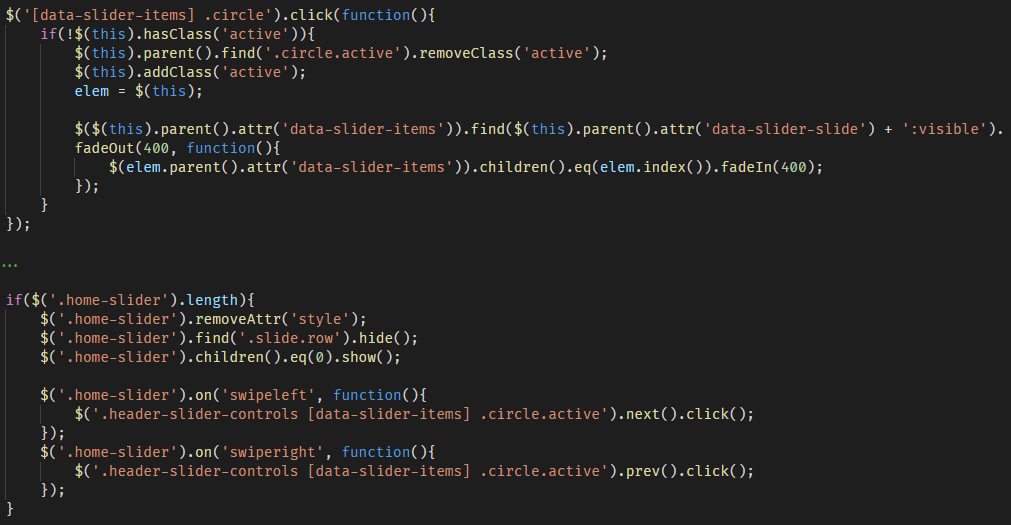 $('[data-slider-items] .circle').click(function(){
    if(!$(this).hasClass('active')){
        $(this).parent().find('.circle.active').removeClass('active');
        $(this).addClass('active');
        elem = $(this);

        $($(this).parent().attr('data-slider-items')).find($(this).parent().attr('data-slider-slide') + ':visible').
        fadeOut(400, function(){
            $(elem.parent().attr('data-slider-items')).children().eq(elem.index()).fadeIn(400);
        });
    }
});

...

if($('.home-slider').length){
    $('.home-slider').removeAttr('style');
    $('.home-slider').find('.slide.row').hide();
    $('.home-slider').children().eq(0).show();

    $('.home-slider').on('swipeleft', function(){
        $('.header-slider-controls [data-slider-items] .circle.active').next().click();
    });
    $('.home-slider').on('swiperight', function(){
        $('.header-slider-controls [data-slider-items] .circle.active').prev().click();
    });
}